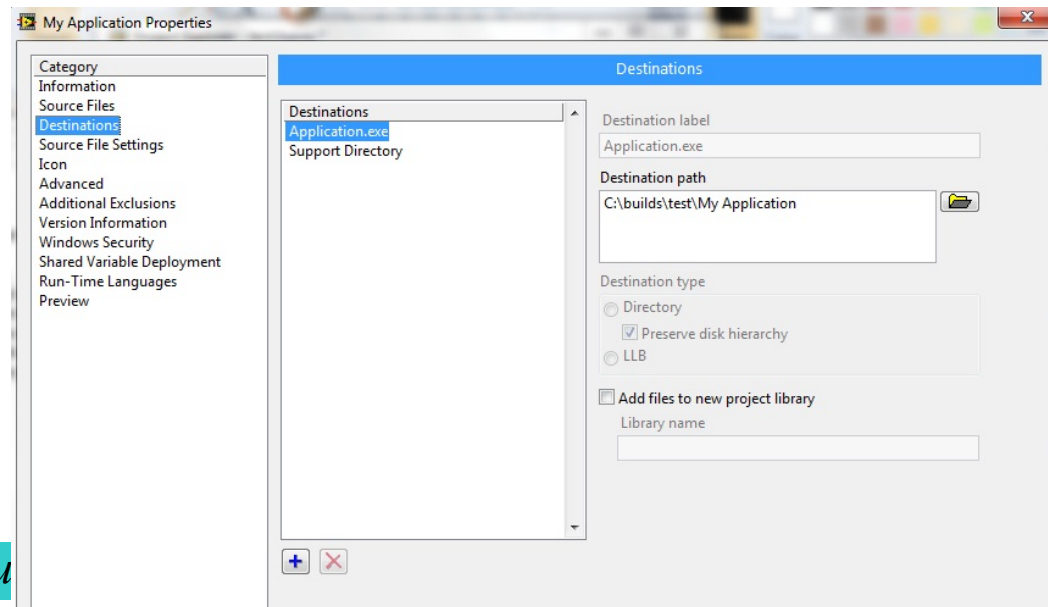 My Application Properties
Category
Information
Source Files
Destinations
Source File Settings
Icon
Advanced
Additional Exclusions
Version Information
Windows Security
Shared Variable Deployment
Run-Time Languages
Preview
Destinations
Destinations
Application.exe
Support Directory
Destination label
Application.exe
Destination path
C:\builds\test\My Application
Destination type
Directory
Preserve disk hierarchy
LLB
Add files to new project library
Library name